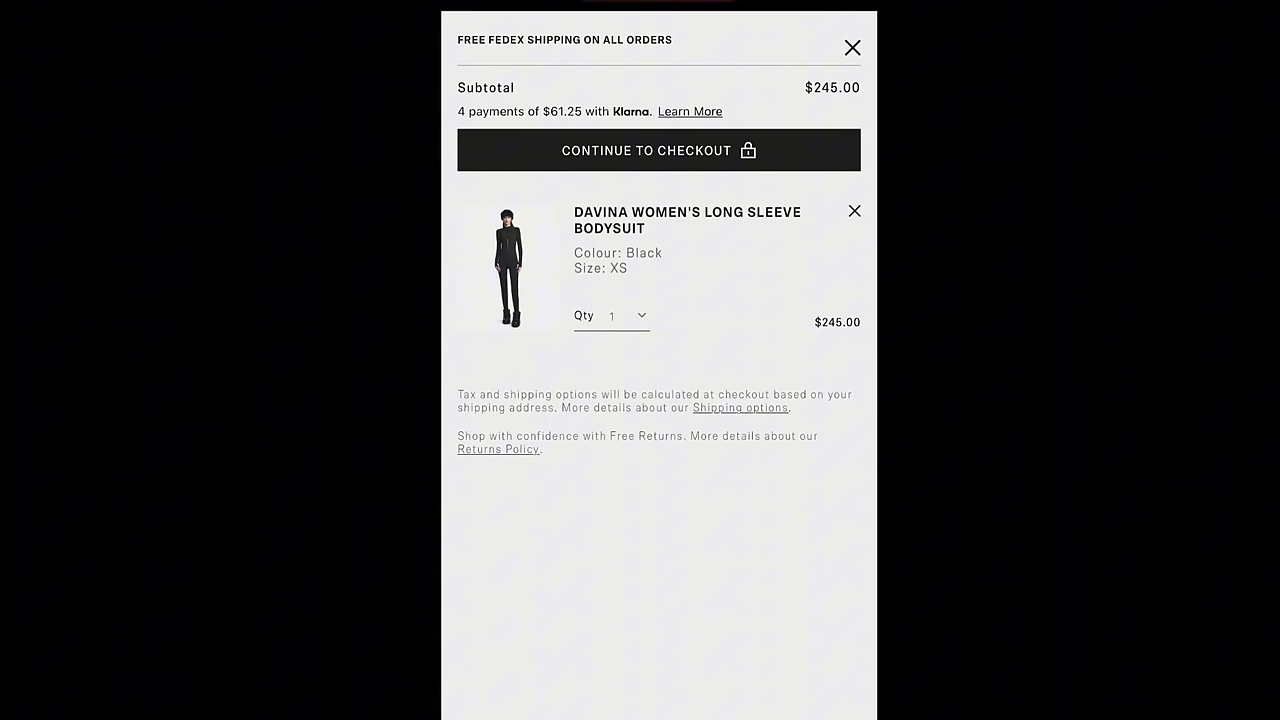 FREE FEDEX SHIPPING ON ALL ORDERS
Subtotal $245.00
4 payments of $61.25 with Klarna. Learn More
CONTINUE TO CHECKOUT
DAVINA WOMEN'S LONG SLEEVE
BODYSUIT
Colour: Black
Size: XS
Qty 1
$245.00
Tax and shipping options will be calculated at checkout based on your
shipping address. More details about our Shipping options.
Shop with confidence with Free Returns. More details about our
Returns Policy.